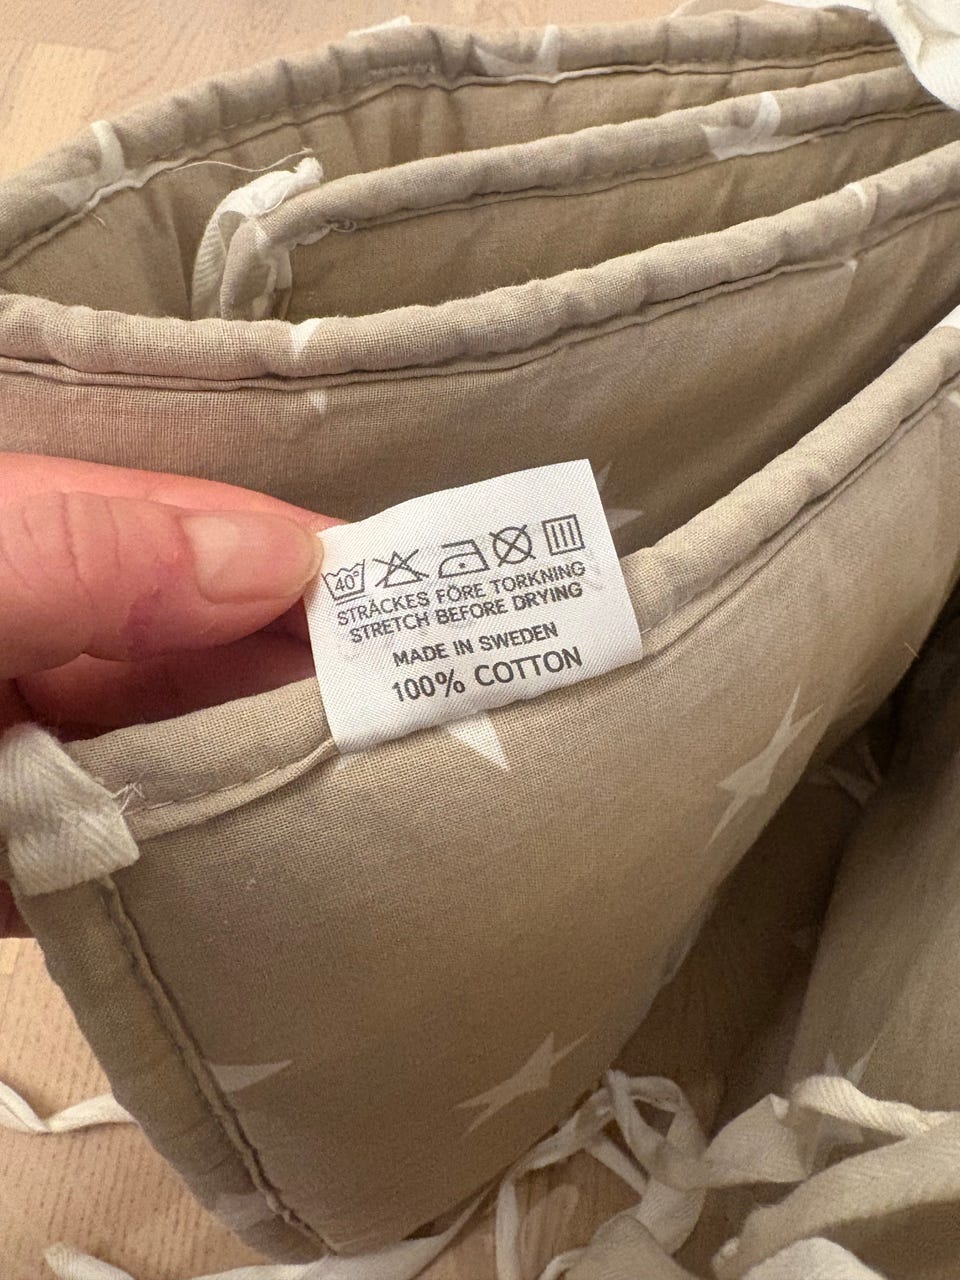 40°
STRÄCKES FÖRE TORKNING
STRETCH BEFORE DRYING
MADE IN SWEDEN
100% COTTON